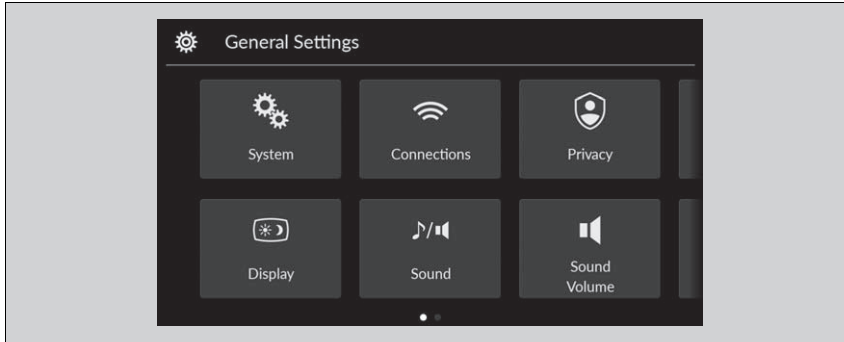 General Settings
System
Connections
Privacy
Display
Sound
Sound
Volume